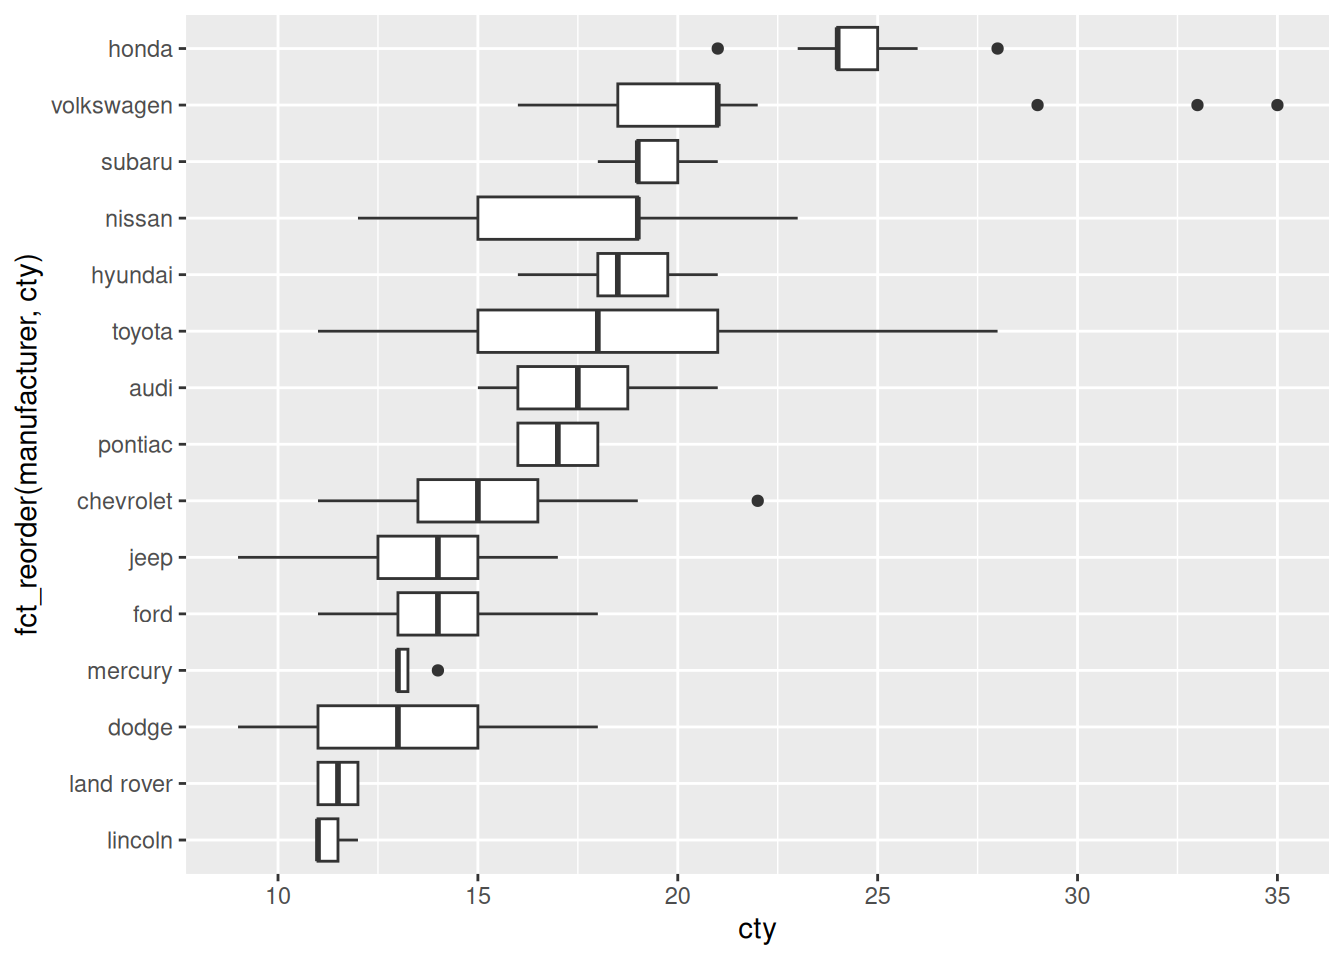 honda
volkswagen
subaru
nissan
hyundai
toyota
audi
pontiac
chevrolet
jeep
ford
mercury
dodge
land rover
lincoln
fct_reorder(manufacturer, cty)
10 15 20 25 30 35
cty